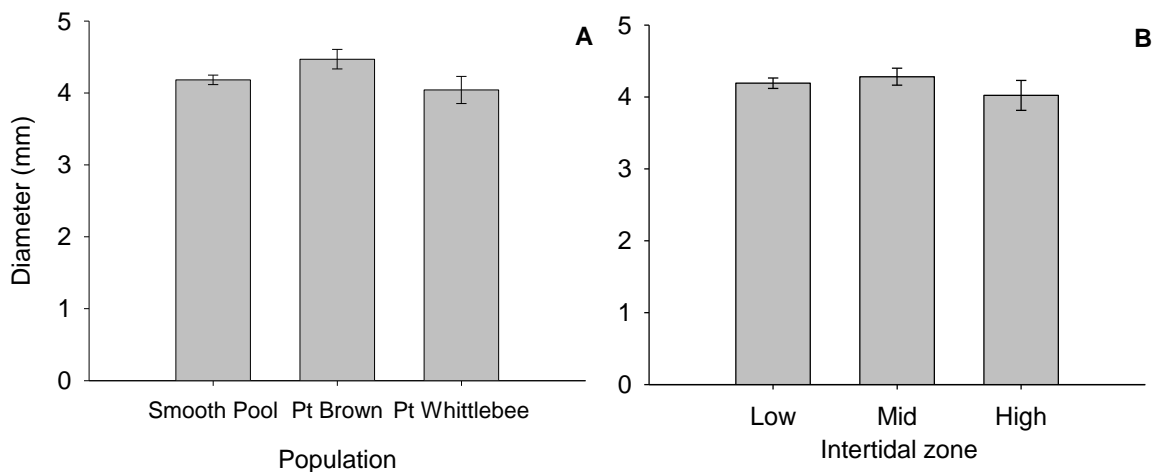 A
5
4
3
2
1
0
Diameter (mm)
Smooth Pool Pt Brown Pt Whittlebee
Population
B
5
4
3
2
1
0
Low Mid High
Intertidal zone